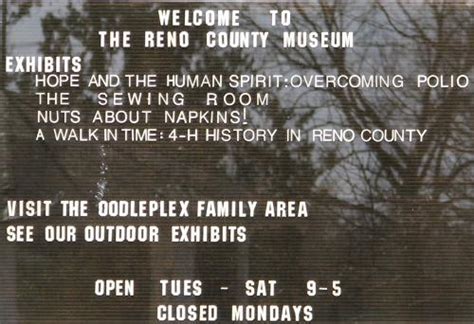 WELCOME TO
THE RENO COUNTY MUSEUM
EXHIBITS
HOPE AND THE HUMAN SPIRIT:OVERCOMING POLIO
THE SEWING ROOM
NUTS ABOUT NAPKINS!
A WALK IN TIME: 4-H HISTORY IN RENO COUNTY
VISIT THE OODLEPLEX FAMILY AREA
SEE OUR OUTDOOR EXHIBITS
OPEN TUES - SAT 9-5
CLOSED MONDAYS